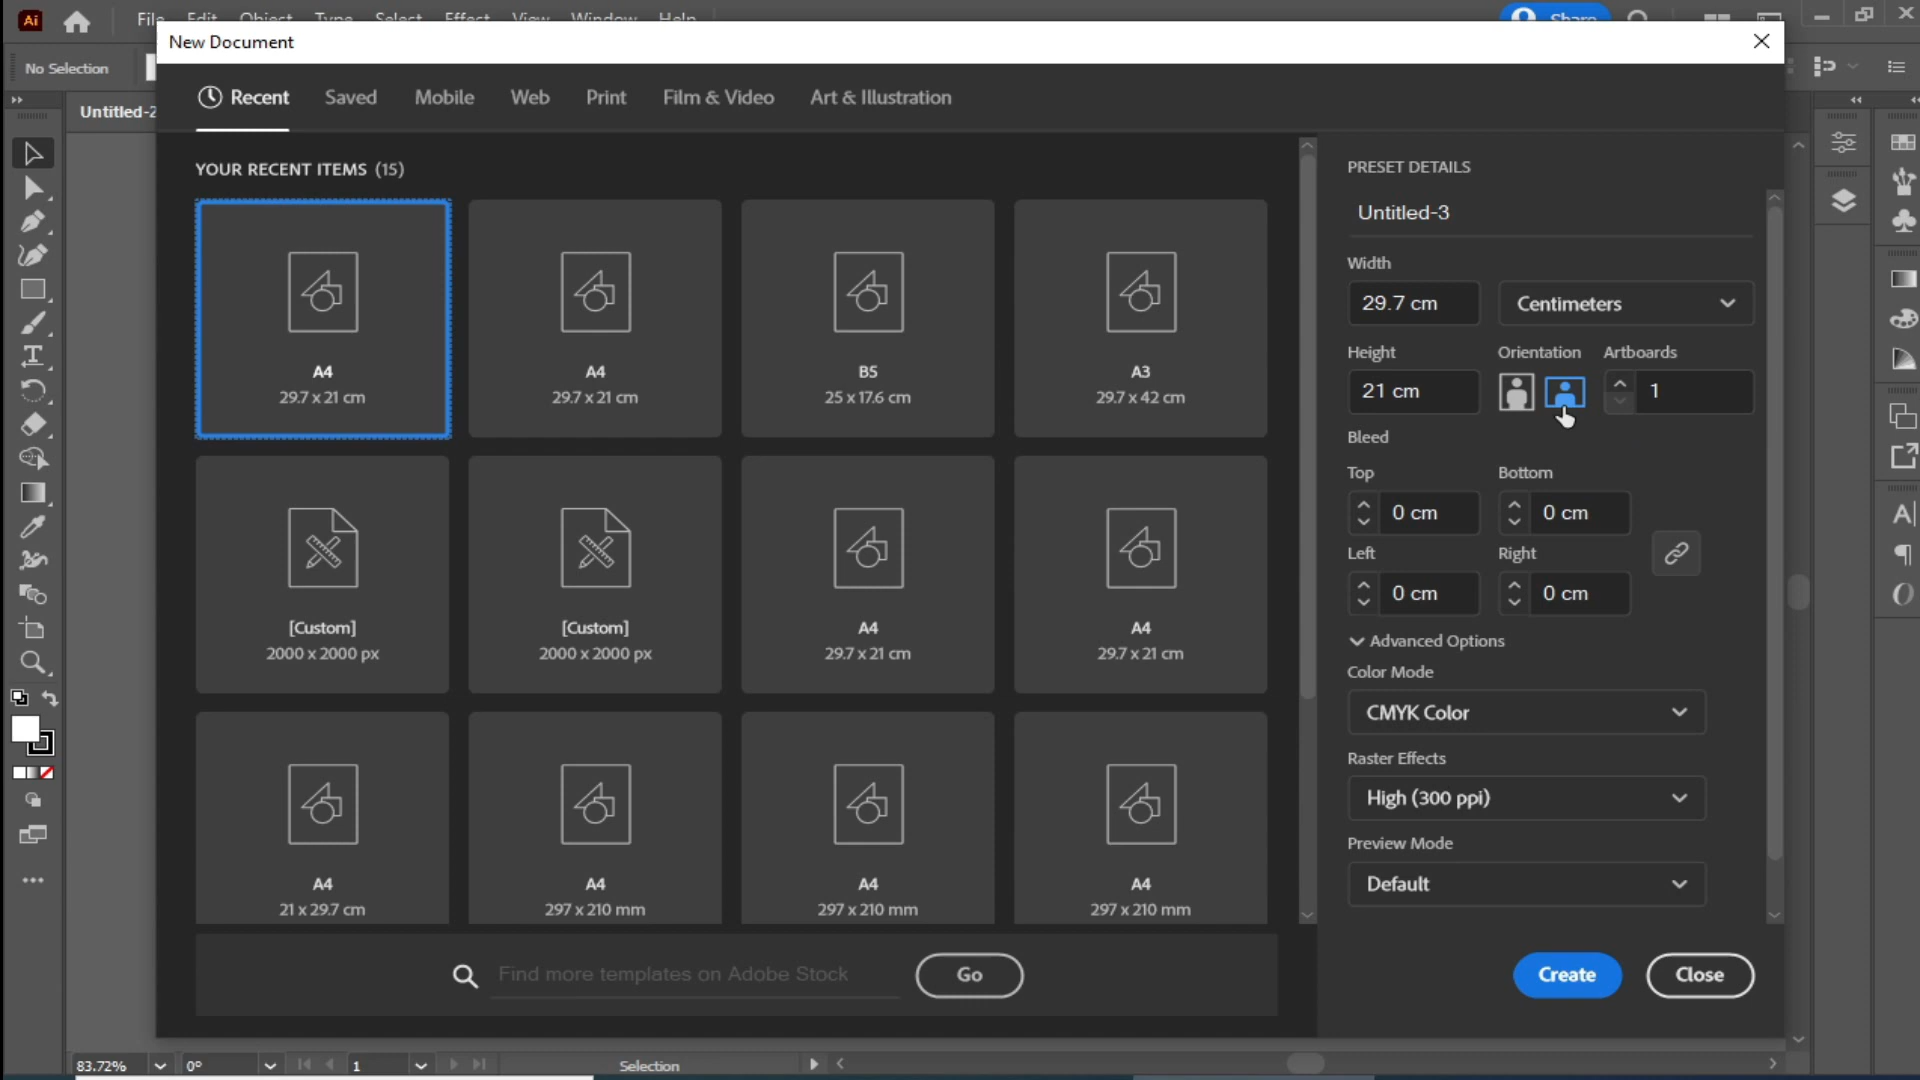 Ai
File Edit Object Type Select Effect View Window Help
Share
New Document
No Selection
Untitled-2
Recent Saved Mobile Web Print Film & Video Art & Illustration
YOUR RECENT ITEMS (15)
A4
29.7 x 21 cm
A4
29.7 x 21 cm
B5
25 x 17.6 cm
A3
29.7 x 42 cm
[Custom]
2000 x 2000 px
[Custom]
2000 x 2000 px
A4
29.7 x 21 cm
A4
29.7 x 21 cm
A4
21 x 29.7 cm
A4
297 x 210 mm
A4
297 x 210 mm
A4
297 x 210 mm
Find more templates on Adobe Stock
Go
PRESET DETAILS
Untitled-3
Width
29.7 cm Centimeters
Height Orientation Artboards
21 cm 1
Bleed
Top Bottom
0 cm 0 cm
Left Right
0 cm 0 cm
Advanced Options
Color Mode
CMYK Color
Raster Effects
High (300 ppi)
Preview Mode
Default
Create Close
83.72% 0° 1 Selection